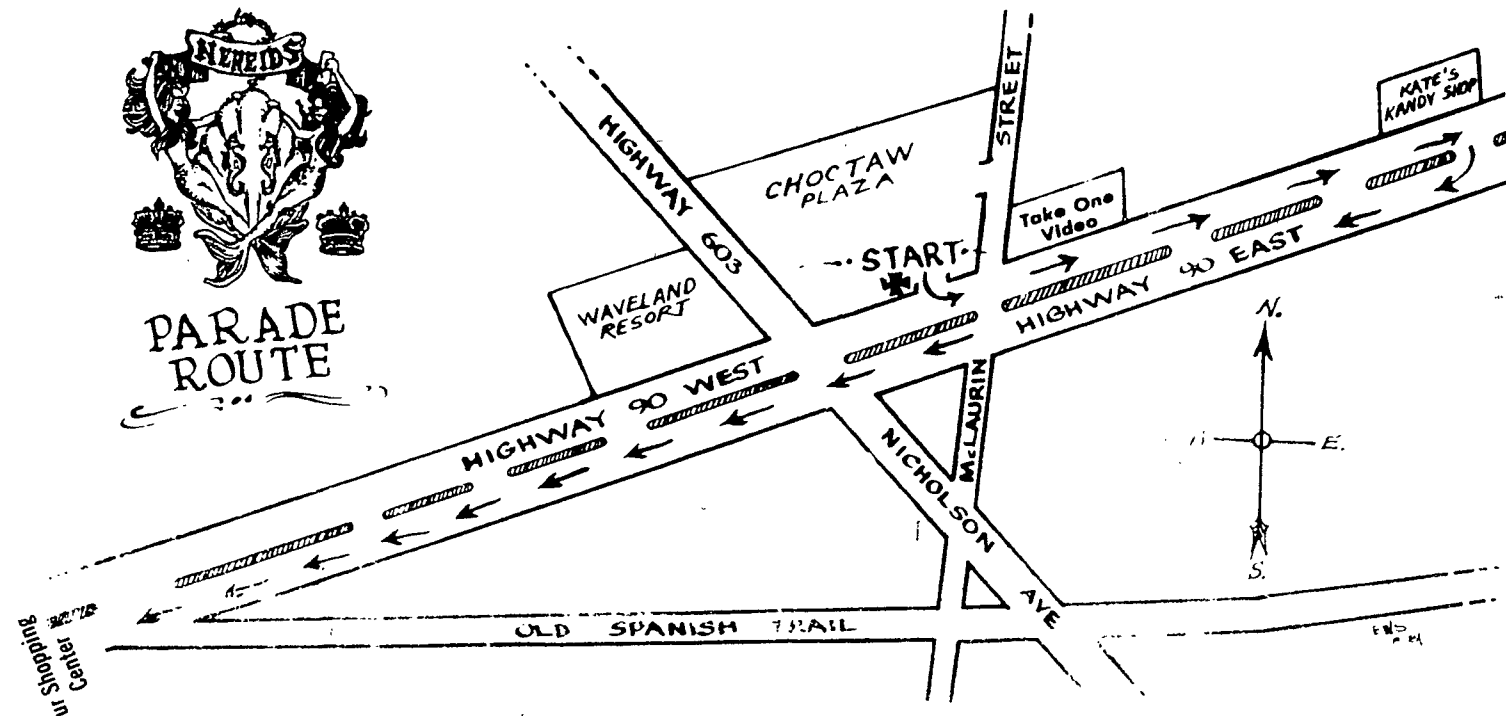 NEREIDS
PARADE
ROUTE
HIGHWAY 603
CHOCTAW
PLAZA
STREET
KATE'S
KANDY SHOP
Take One
Video
START
WAVELAND
RESORT
HIGHWAY 90 WEST
HIGHWAY 90 EAST
McLAURIN
NICHOLSON
AVE
OLD SPANISH TRAIL
N.
E.
S.
Shopping
Center